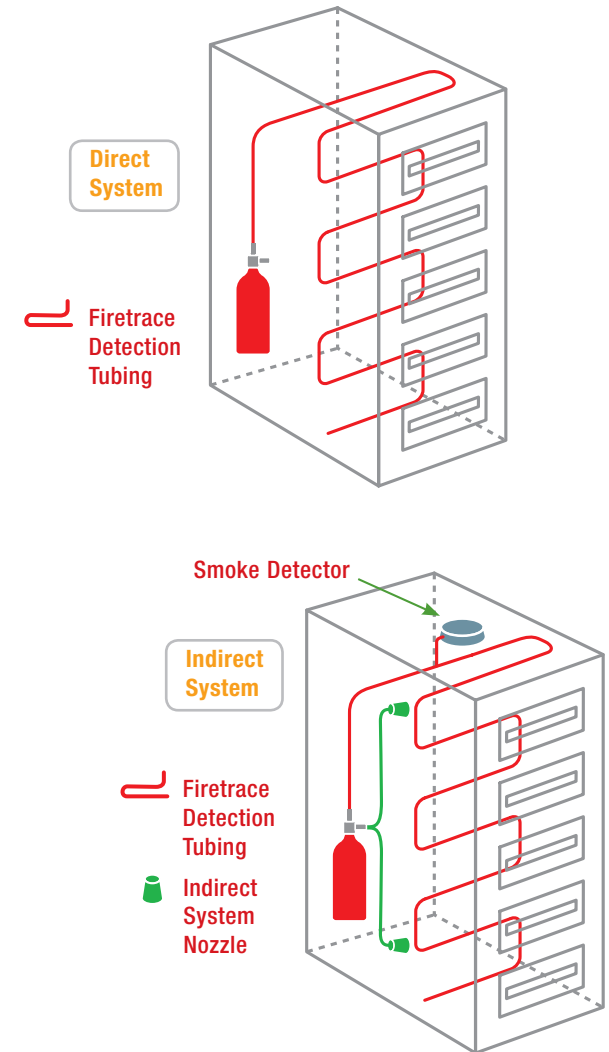 Direct
System
Firetrace
Detection
Tubing
Smoke Detector
Indirect
System
Firetrace
Detection
Tubing
Indirect
System
Nozzle